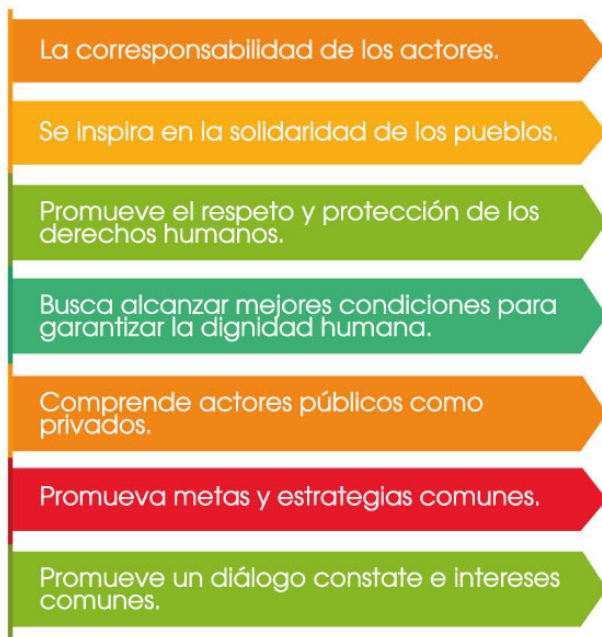 La corresponsabilidad de los actores.
Se inspira en la solidaridad de los pueblos.
Promueve el respeto y protección de los
derechos humanos.
Busca alcanzar mejores condiciones para
garantizar la dignidad humana.
Comprende actores públicos como
privados.
Promueva metas y estrategias comunes.
Promueve un diálogo constate e intereses
comunes.